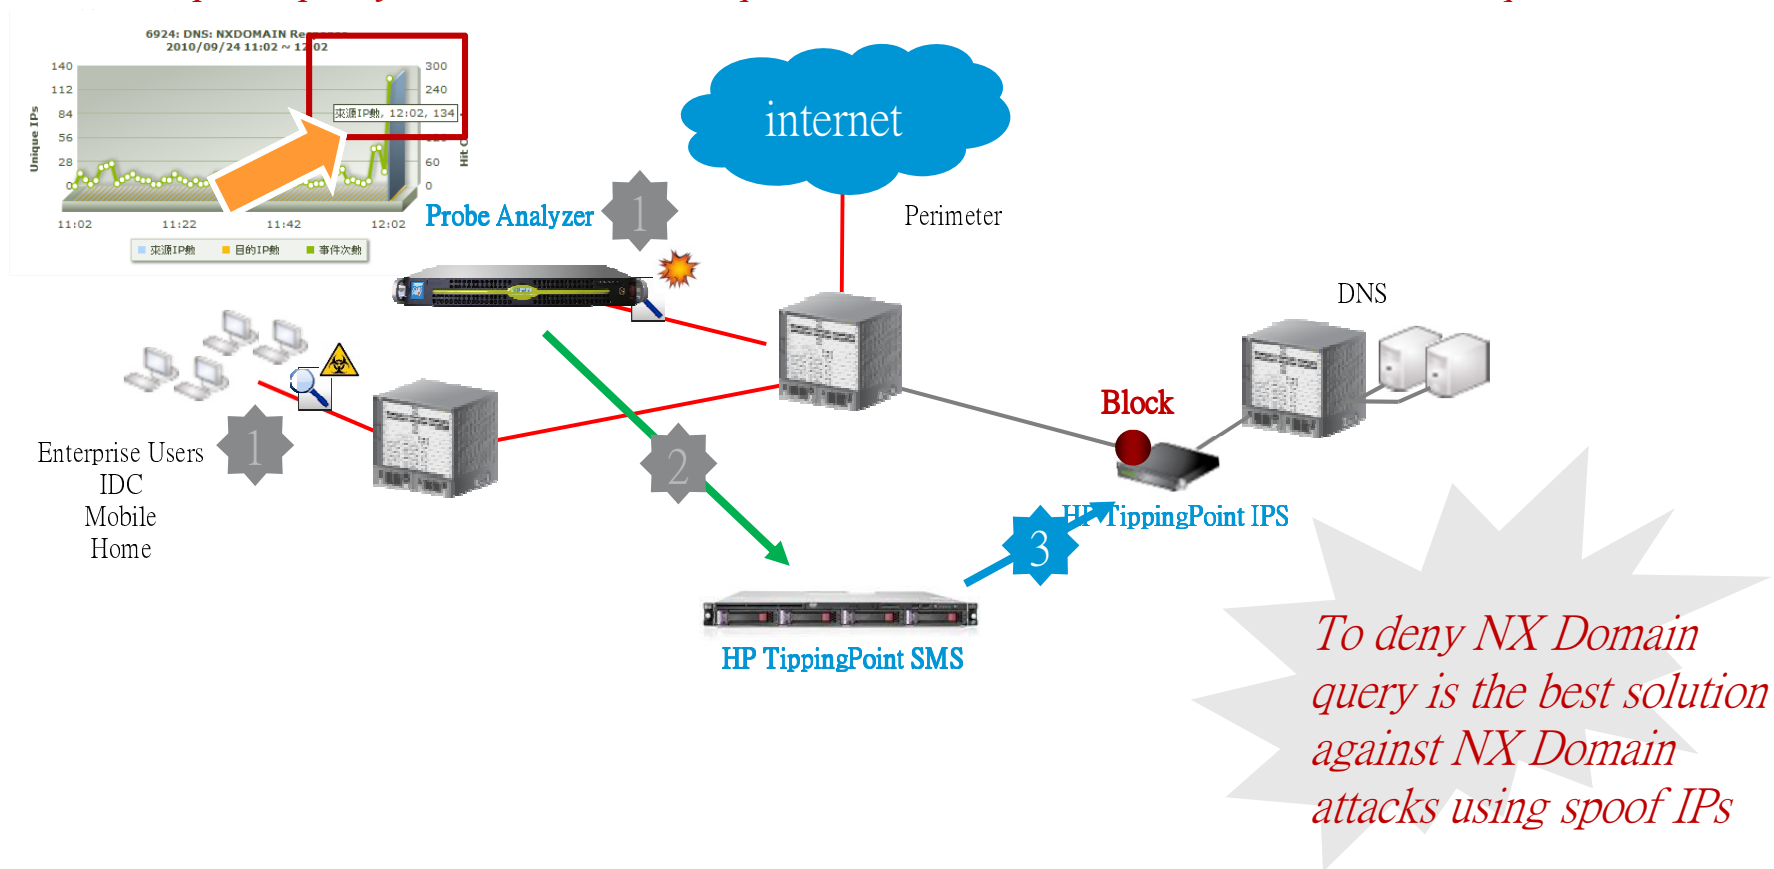 6924: DNS: NXDOMAIN Response
2010/09/24 11:02 ~ 12:02
140
112
84
56
28
0
Unique IPs
300
240
60
0
來源IP數, 12:02, 134
11:02
11:22
11:42
12:02
來源IP數
目的IP數
事件次數
internet
Perimeter
Probe Analyzer
1
DNS
Enterprise Users
IDC
Mobile
Home
1
2
Block
HP TippingPoint IPS
3
HP TippingPoint SMS
To deny NX Domain
query is the best solution
against NX Domain
attacks using spoof IPs